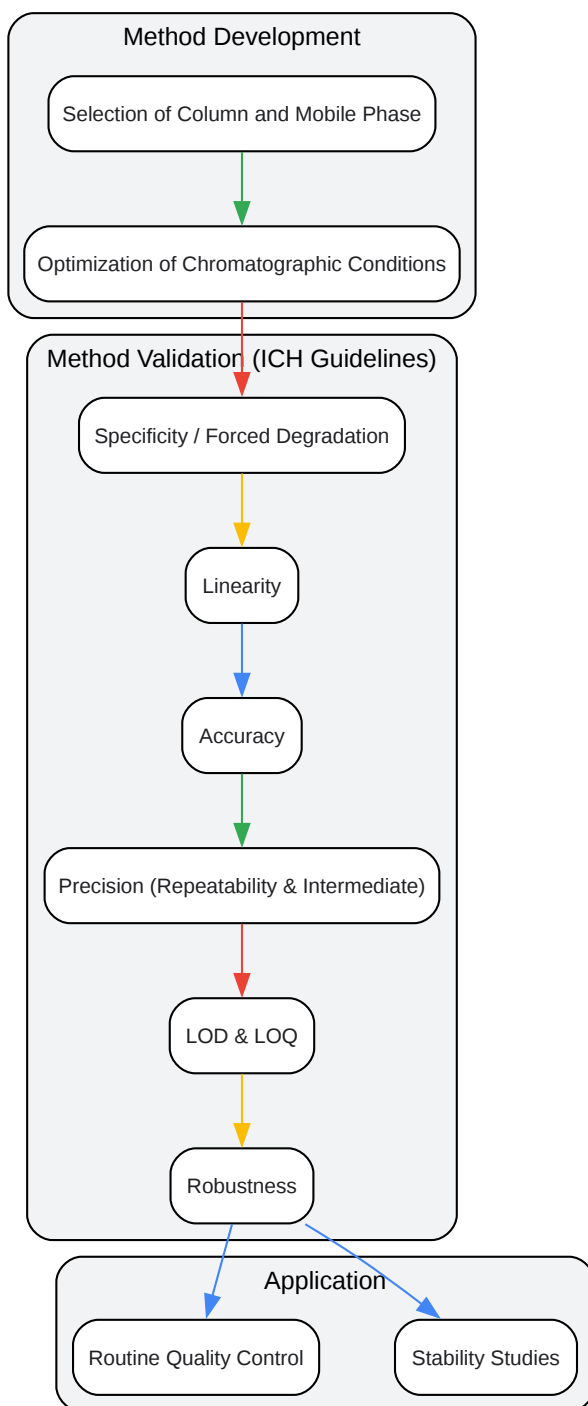 Method Development
Selection of Column and Mobile Phase
Optimization of Chromatographic Conditions
Method Validation (ICH Guidelines)
Specificity / Forced Degradation
Linearity
Accuracy
Precision (Repeatability & Intermediate)
LOD & LOQ
Robustness
Application
Routine Quality Control
Stability Studies